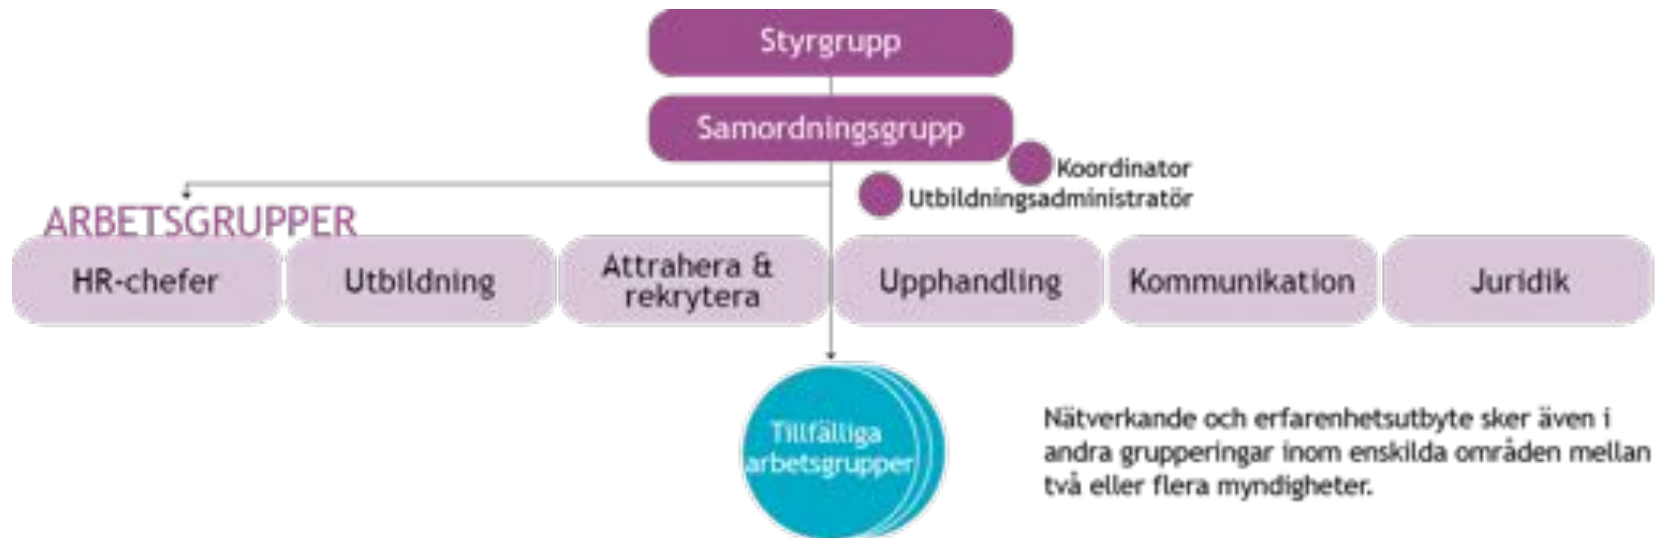 Styrgrupp
Samordningsgrupp
Koordinator
Utbildningsadministratör
ARBETSGRUPPER
HR-chefer
Utbildning
Attrahera &
rekrytera
Upphandling
Kommunikation
Juridik
Tillfälliga
arbetsgrupper
Nätverkande och erfarenhetsutbyte sker även i
andra grupperingar inom enskilda områden mellan
två eller flera myndigheter.